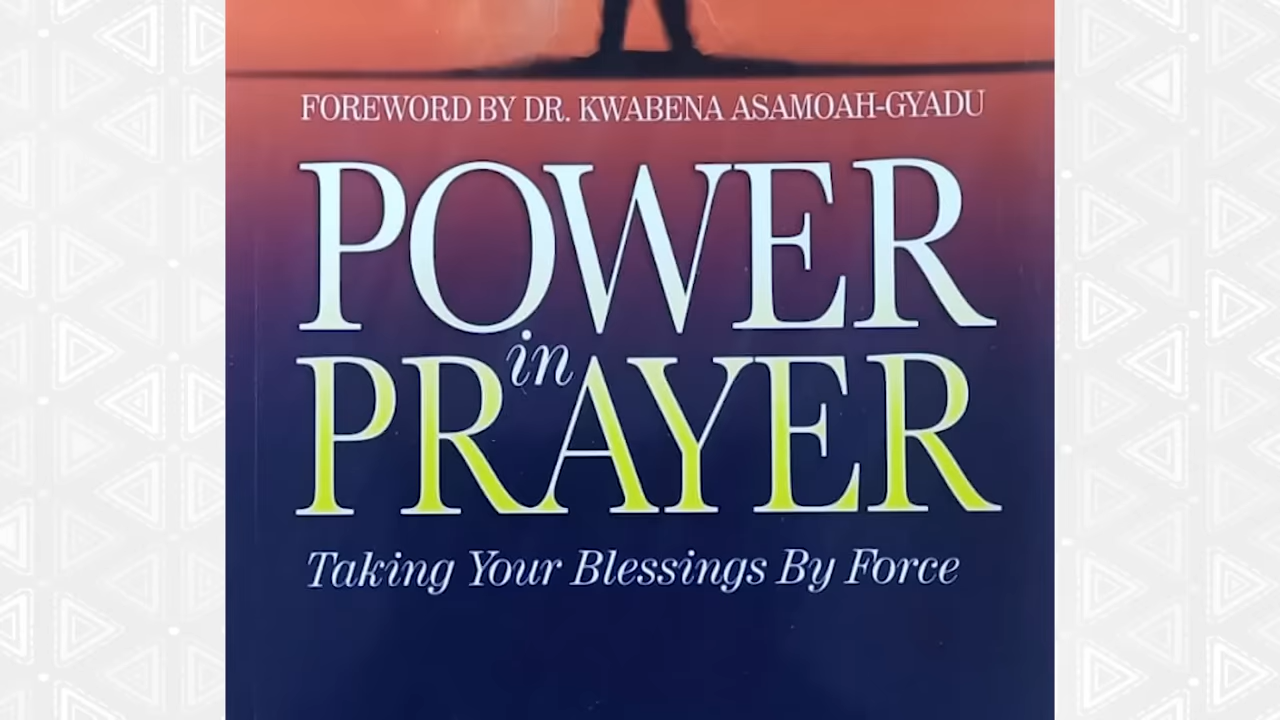 FOREWORD BY DR. KWABENA ASAMOAH-GYADU
POWER
in
PRAYER
Taking Your Blessings By Force